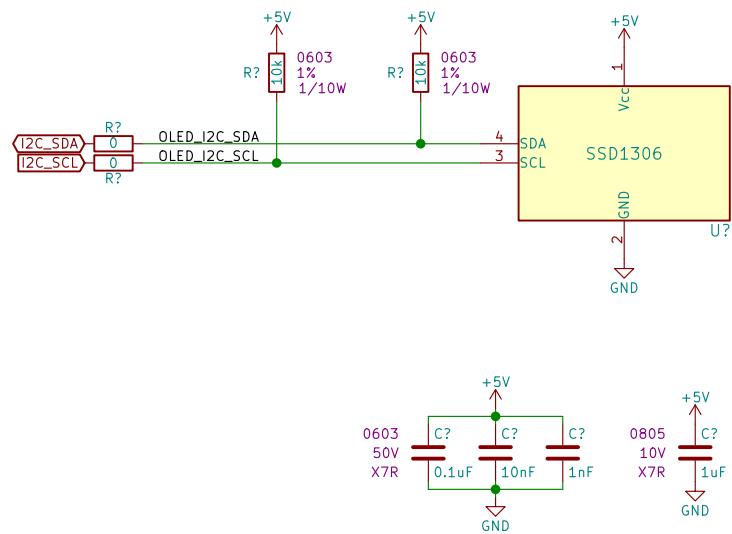 +5V
+5V
+5V
R?
10k
0603
1%
1/10W
R?
10k
0603
1%
1/10W
1
Vcc
R?
I2C_SDA
0
OLED_I2C_SDA
4
SDA
I2C_SCL
0
OLED_I2C_SCL
3
SCL
R?
SSD1306
GND
U?
2
GND
+5V
+5V
0603
50V
X7R
C?
0.1uF
C?
10nF
C?
1nF
GND
0805
10V
X7R
C?
1uF
GND